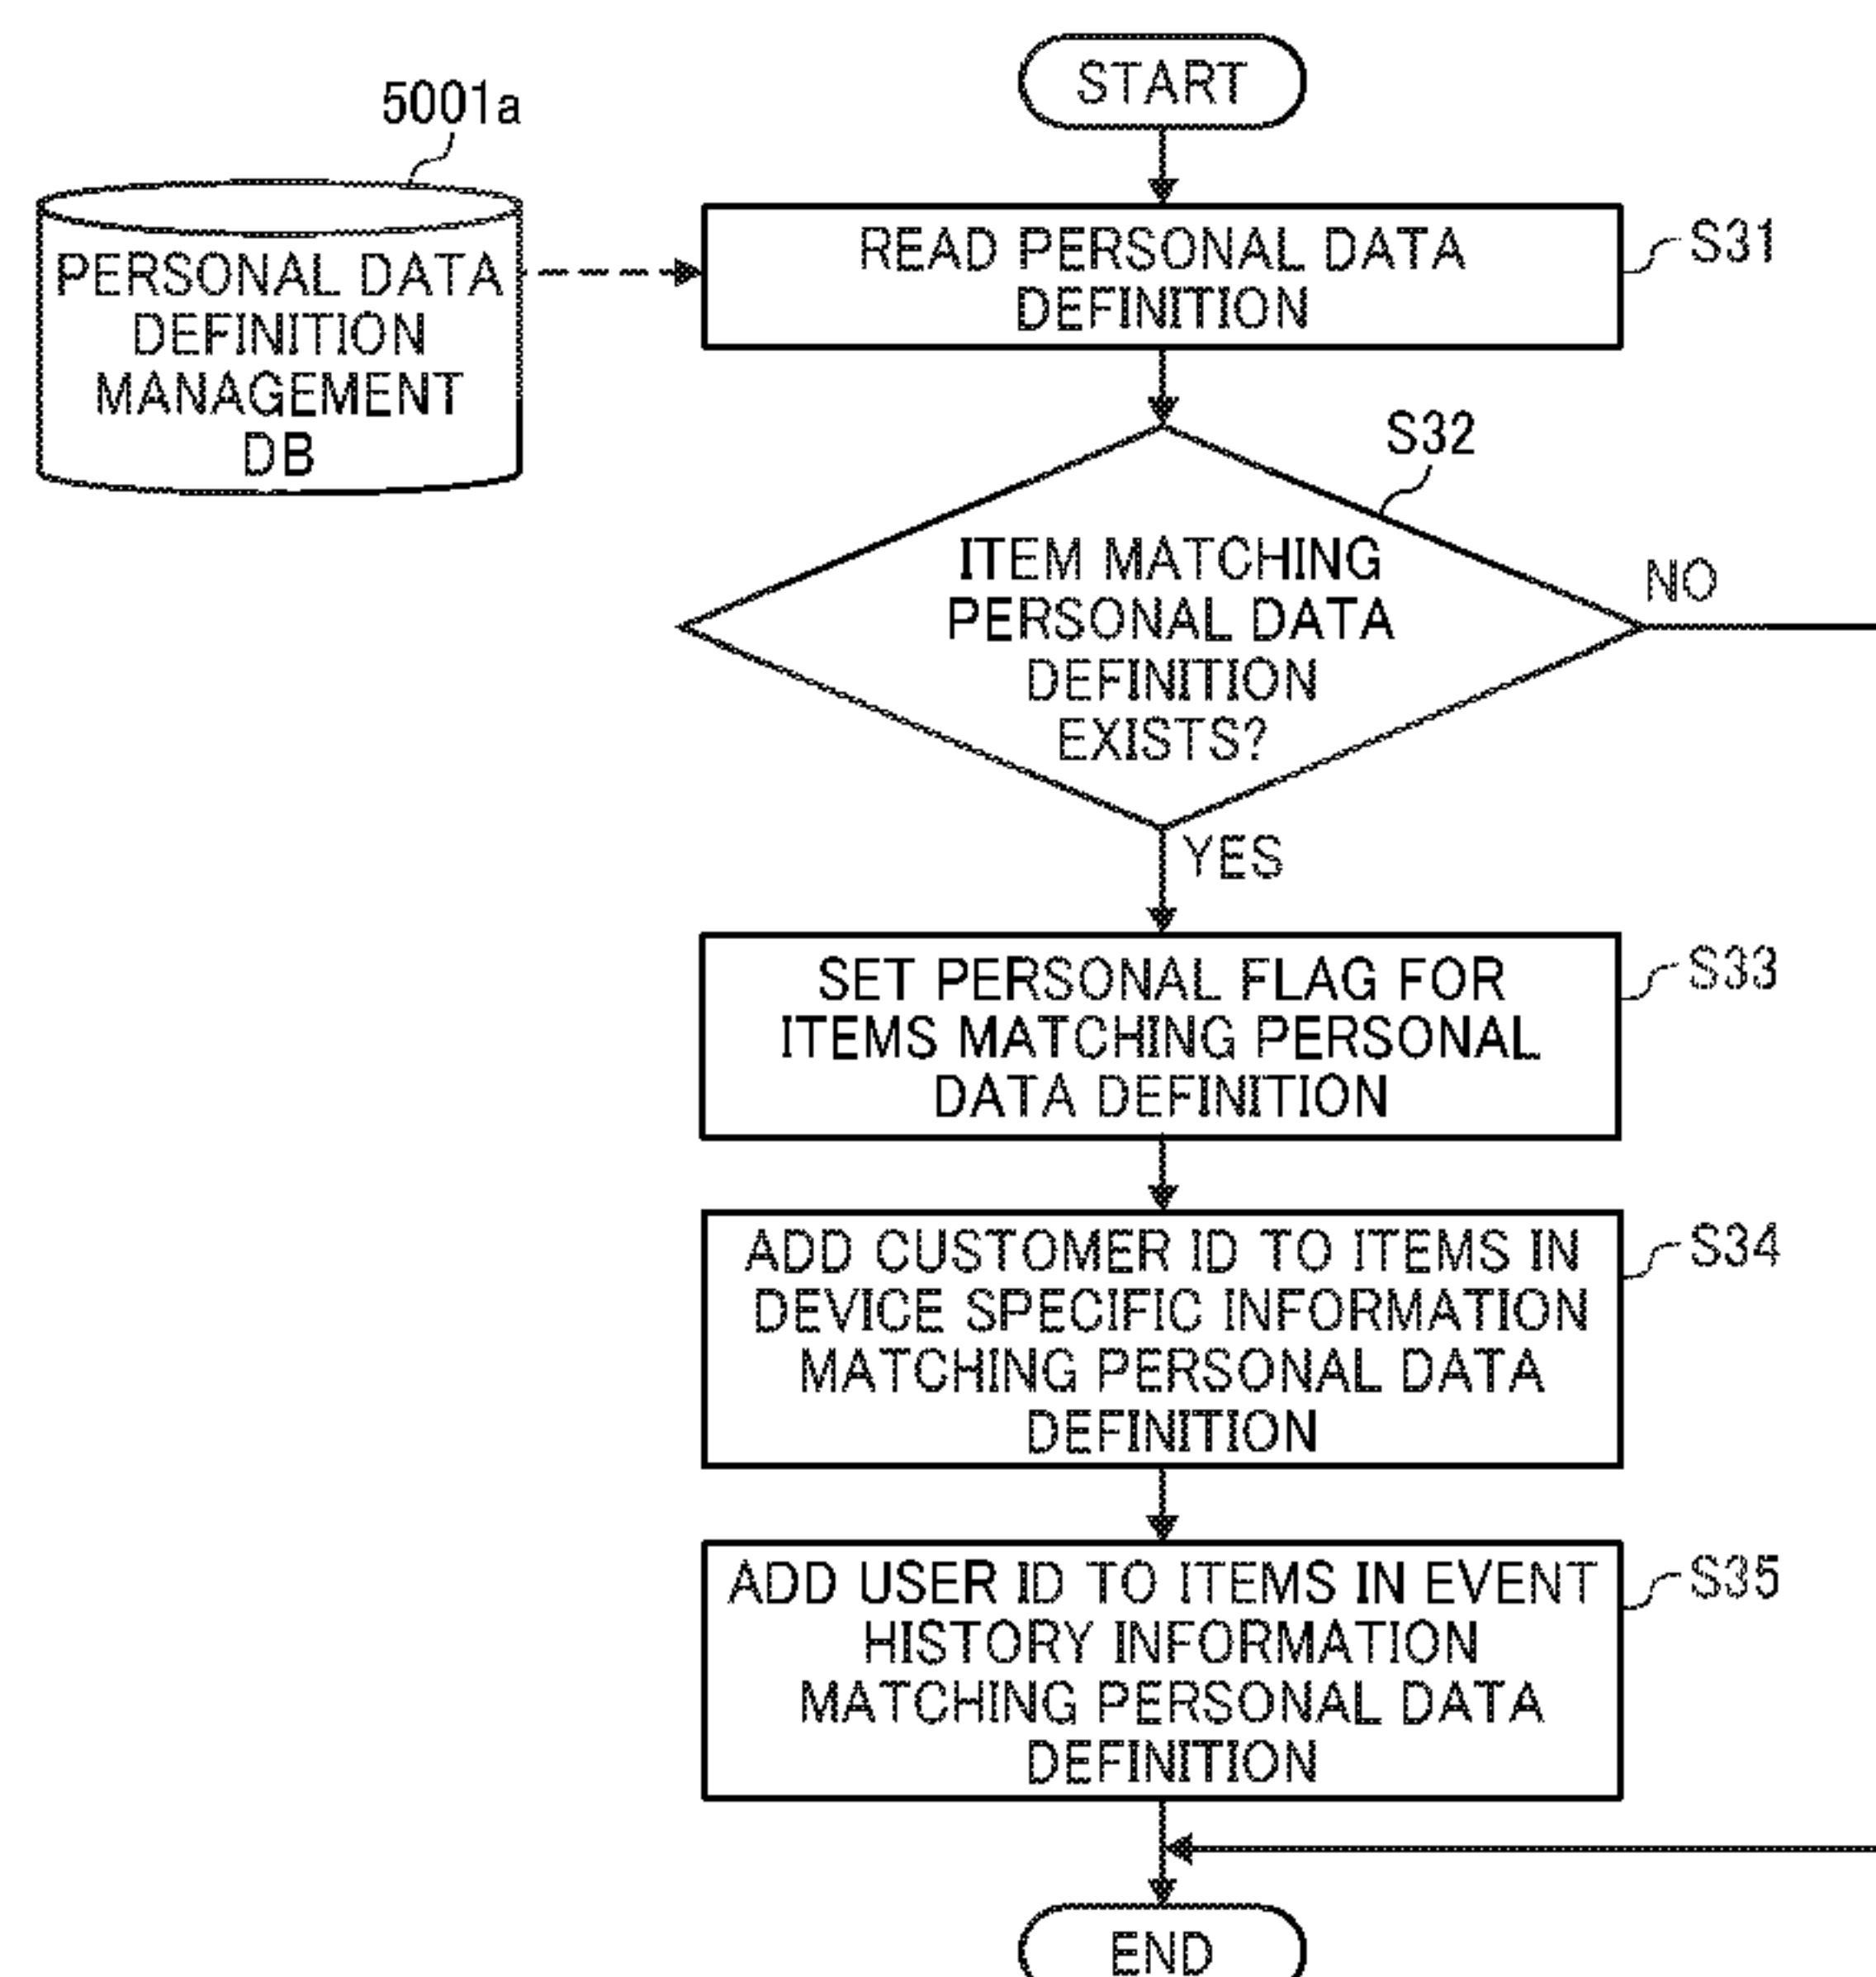 START
5001a
PERSONAL DATA
DEFINITION
MANAGEMENT
DB
READ PERSONAL DATA
DEFINITION
S31
S32
ITEM MATCHING
PERSONAL DATA
DEFINITION
EXISTS?
NO
YES
SET PERSONAL FLAG FOR
ITEMS MATCHING PERSONAL
DATA DEFINITION
S33
ADD CUSTOMER ID TO ITEMS IN
DEVICE SPECIFIC INFORMATION
MATCHING PERSONAL DATA
DEFINITION
S34
ADD USER ID TO ITEMS IN EVENT
HISTORY INFORMATION
MATCHING PERSONAL DATA
DEFINITION
S35
END